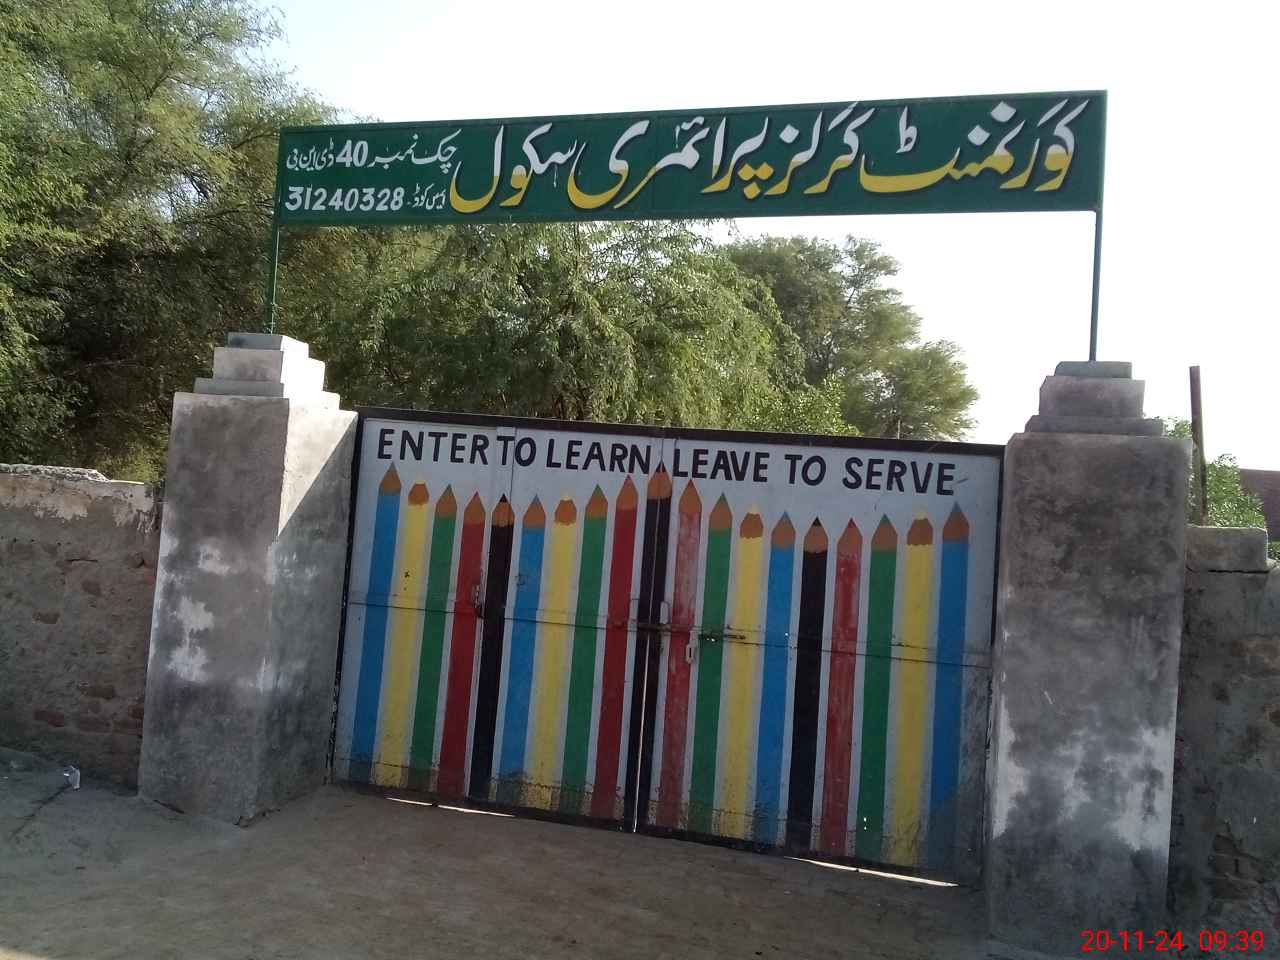 گورنمنٹ گرلز پرائمری سکول
چک نمبر 40 ڈی این بی
ایمس کوڈ۔ 31240328
ENTER TO LEARN LEAVE TO SERVE
20-11-24 09:39